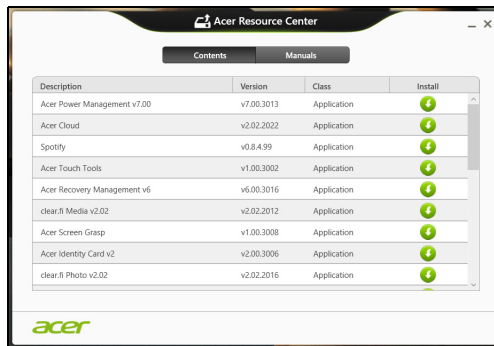 Acer Resource Center
Contents Manuals
Description Version Class Install
Acer Power Management v7.00 v7.00.3013 Application
Acer Cloud v2.02.2022 Application
Spotify v0.8.4.99 Application
Acer Touch Tools v1.00.3002 Application
Acer Recovery Management v6 v6.00.3016 Application
clear.fi Media v2.02 v2.02.2012 Application
Acer Screen Grasp v1.00.3008 Application
Acer Identity Card v2 v2.00.3006 Application
clear.fi Photo v2.02 v2.02.2016 Application
acer